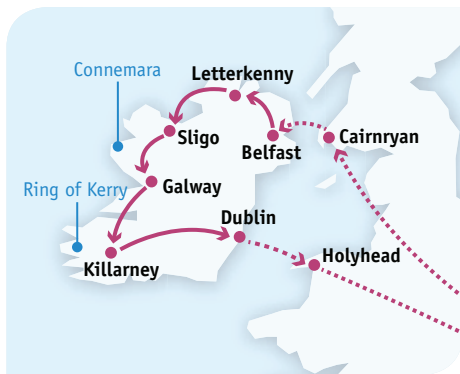 Connemara
Letterkenny
Sligo
Belfast
Cairnryan
Ring of Kerry
Galway
Dublin
Killarney
Holyhead